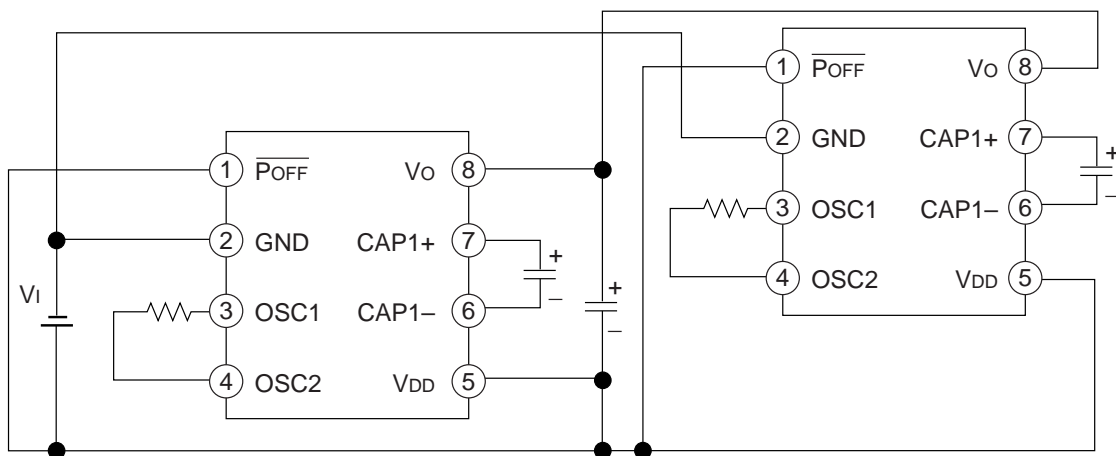 VI
1 POFF VO 8
2 GND CAP1+ 7
3 OSC1 CAP1– 6
4 OSC2 VDD 5
+
–
+
–
1 POFF VO 8
2 GND CAP1+ 7
3 OSC1 CAP1– 6
4 OSC2 VDD 5
+
–